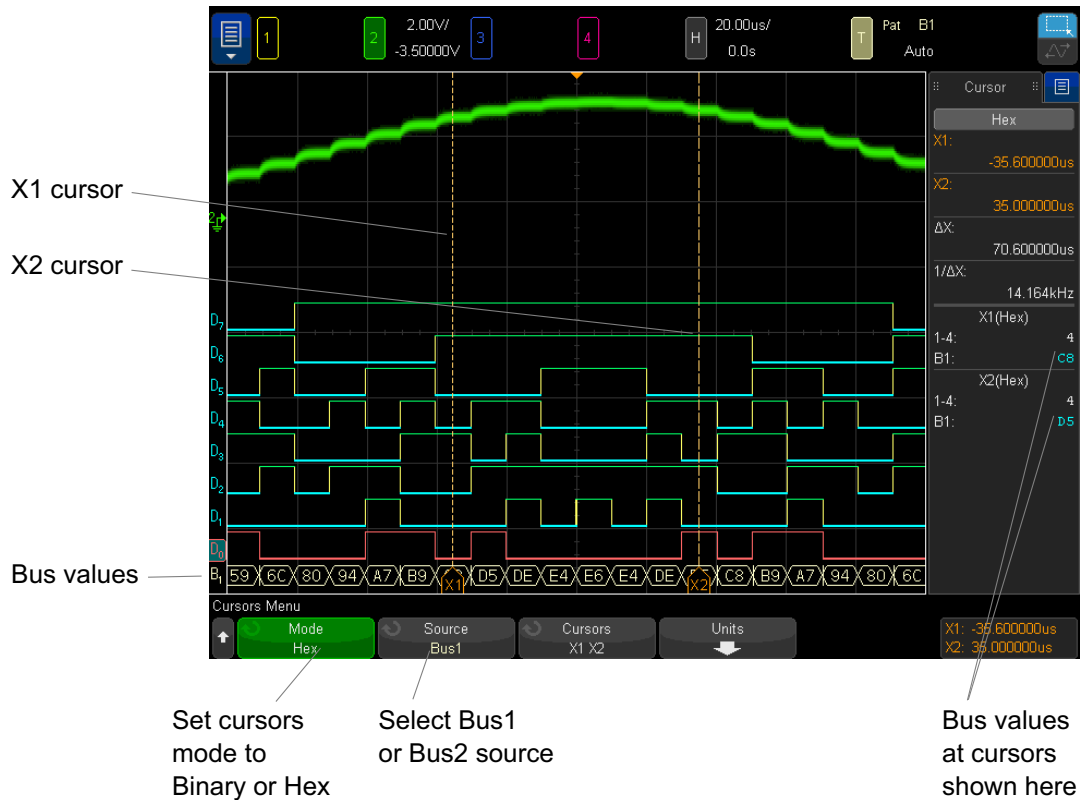 1
2
2.00V/
-3.50000V
3
4
H
20.00us/
0.0s
T
Pat B1
Auto
Cursor
Hex
X1:
-35.600000us
X2:
35.000000us
ΔX:
70.600000us
1/ΔX:
14.164kHz
X1(Hex)
1-4: 4
B1: C8
X2(Hex)
1-4: 4
B1: D5
X1 cursor
X2 cursor
2
D7
D6
D5
D4
D3
D2
D1
D0
Bus values
B1 59 6C 80 94 A7 B9 X1 D5 DE E4 E6 E4 DE X2 C8 B9 A7 94 80 6C
Cursors Menu
Mode
Hex
Source
Bus1
Cursors
X1 X2
Units
X1: -35.600000us
X2: 35.000000us
Set cursors
mode to
Binary or Hex
Select Bus1
or Bus2 source
Bus values
at cursors
shown here